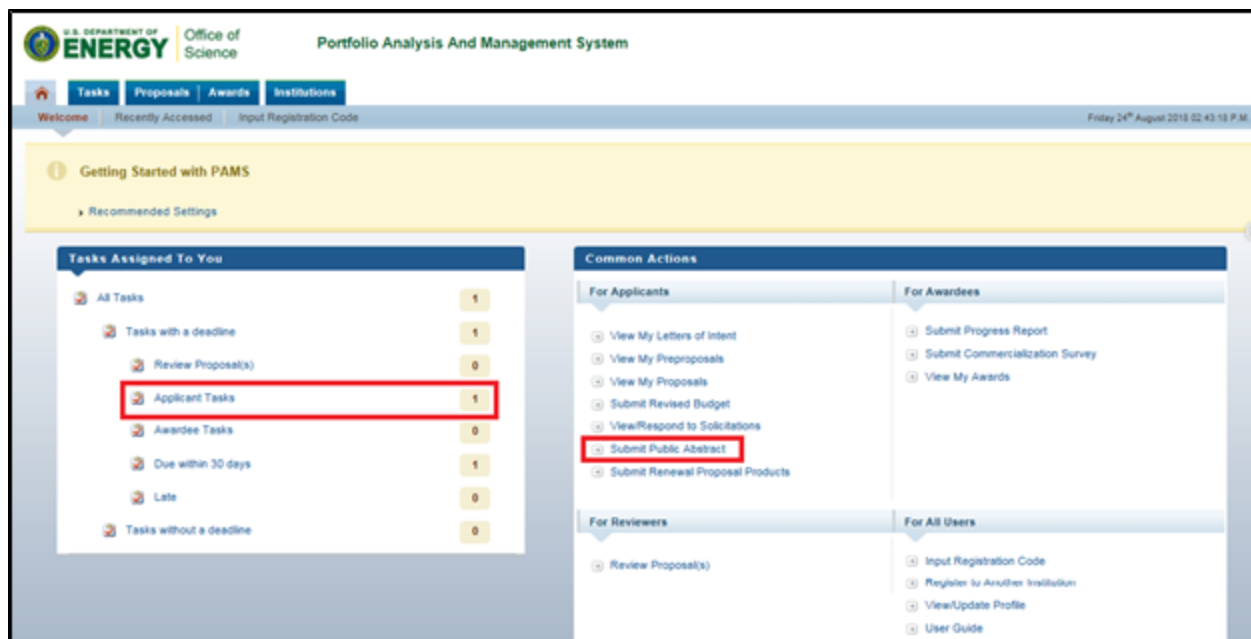 U.S. DEPARTMENT OF
ENERGY
Office of
Science
Portfolio Analysis And Management System
Tasks
Proposals
Awards
Institutions
Welcome
Recently Accessed
Input Registration Code
Friday 24th August 2018 02:43:18 P.M.
Getting Started with PAMS
Recommended Settings
Tasks Assigned To You
All Tasks 1
Tasks with a deadline 1
Review Proposal(s) 0
Applicant Tasks 1
Awardee Tasks 0
Due within 30 days 1
Late 0
Tasks without a deadline 0
Common Actions
For Applicants
View My Letters of Intent
View My Preproposals
View My Proposals
Submit Revised Budget
View/Respond to Solicitations
Submit Public Abstract
Submit Renewal Proposal Products
For Awardees
Submit Progress Report
Submit Commercialization Survey
View My Awards
For Reviewers
Review Proposal(s)
For All Users
Input Registration Code
Register to Another Institution
View/Update Profile
User Guide